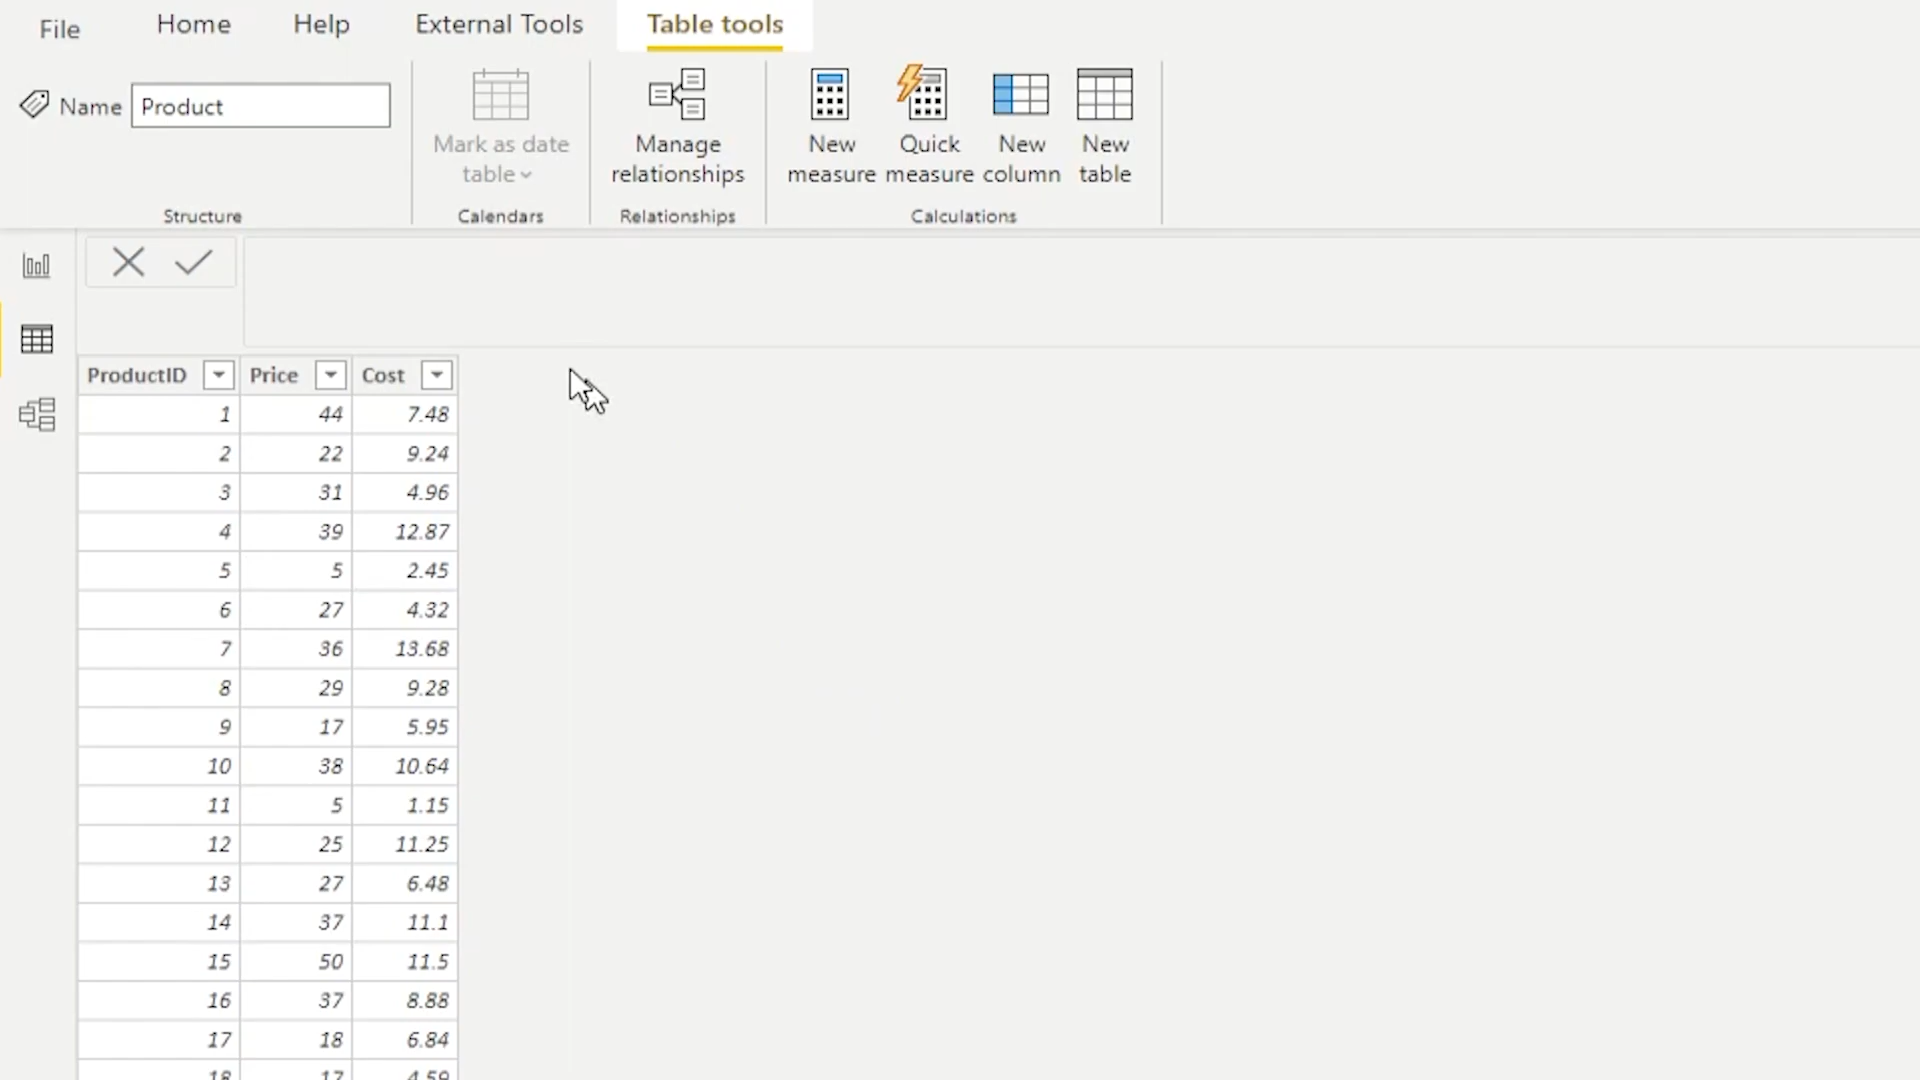 File Home Help External Tools Table tools
Name Product
Mark as date table
Manage relationships
New measure
Quick measure
New column
New table
Structure Calendars Relationships Calculations
ProductID Price Cost
1 44 7.48
2 22 9.24
3 31 4.96
4 39 12.87
5 5 2.45
6 27 4.32
7 36 13.68
8 29 9.28
9 17 5.95
10 38 10.64
11 5 1.15
12 25 11.25
13 27 6.48
14 37 11.1
15 50 11.5
16 37 8.88
17 18 6.84
18 17 4.59